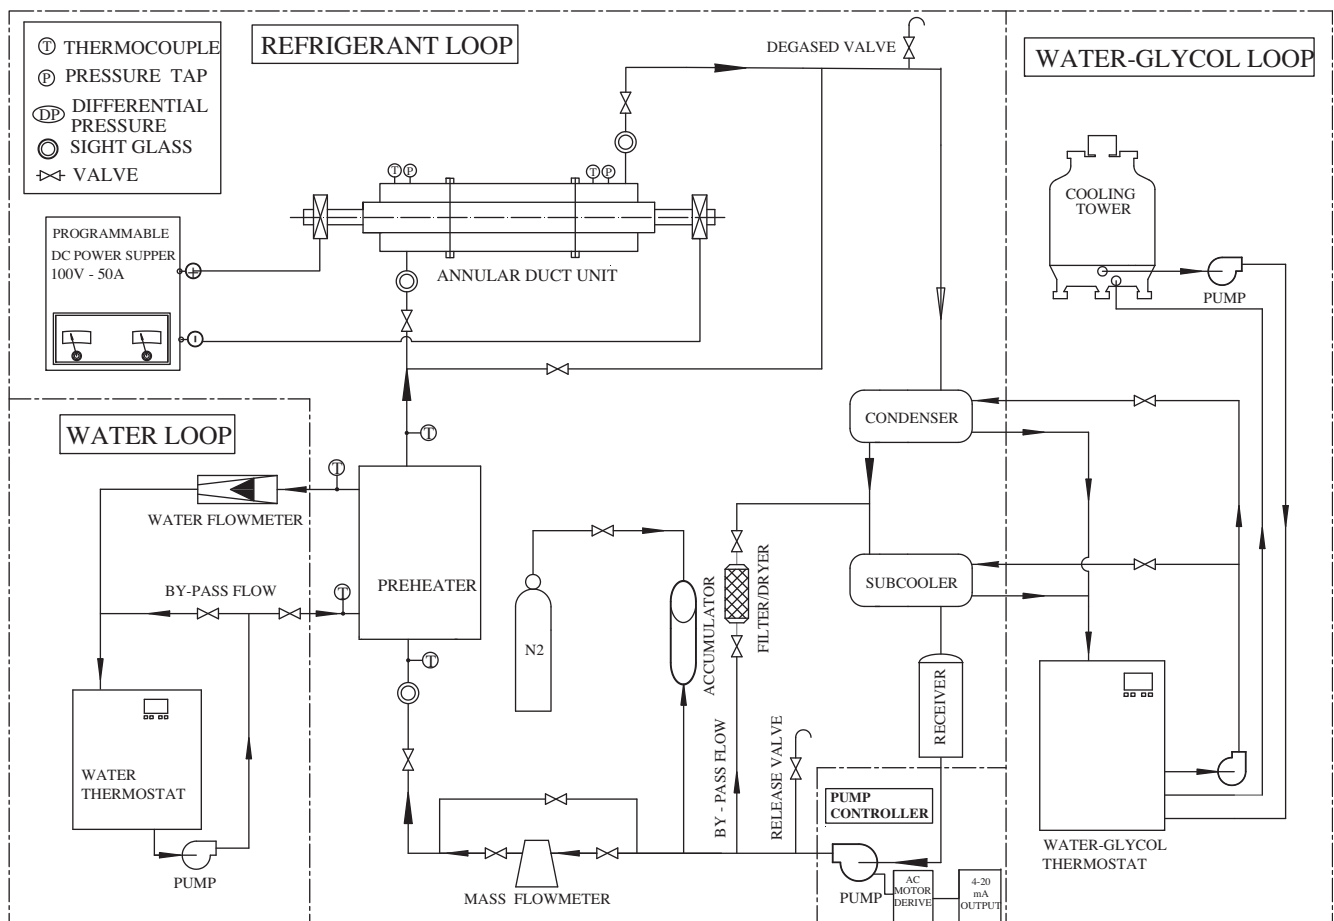 REFRIGERANT LOOP
T THERMOCUPLE
P PRESSURE TAP
DP DIFFERENTIAL
PRESSURE
SIGHT GLASS
VALVE
DEGASED VALVE
WATER-GLYCOL LOOP
T P
T P
COOLING
TOWER
PUMP
PROGRAMMABLE
DC POWER SUPPER
100V - 50A
+
-
ANNULAR DUCT UNIT
WATER LOOP
T
T
WATER FLOWMETER
CONDENSER
PREHEATER
BY-PASS FLOW
T
T
N2
ACCUMULATOR
FILTER/DRYER
SUBCOOLER
RECEIVER
WATER
THERMOSTAT
PUMP
BY - PASS FLOW
RELEASE VALVE
PUMP
CONTROLLER
MASS FLOWMETER
PUMP
AC
MOTOR
DERIVE
4-20
mA
OUTPUT
WATER-GLYCOL
THERMOSTAT